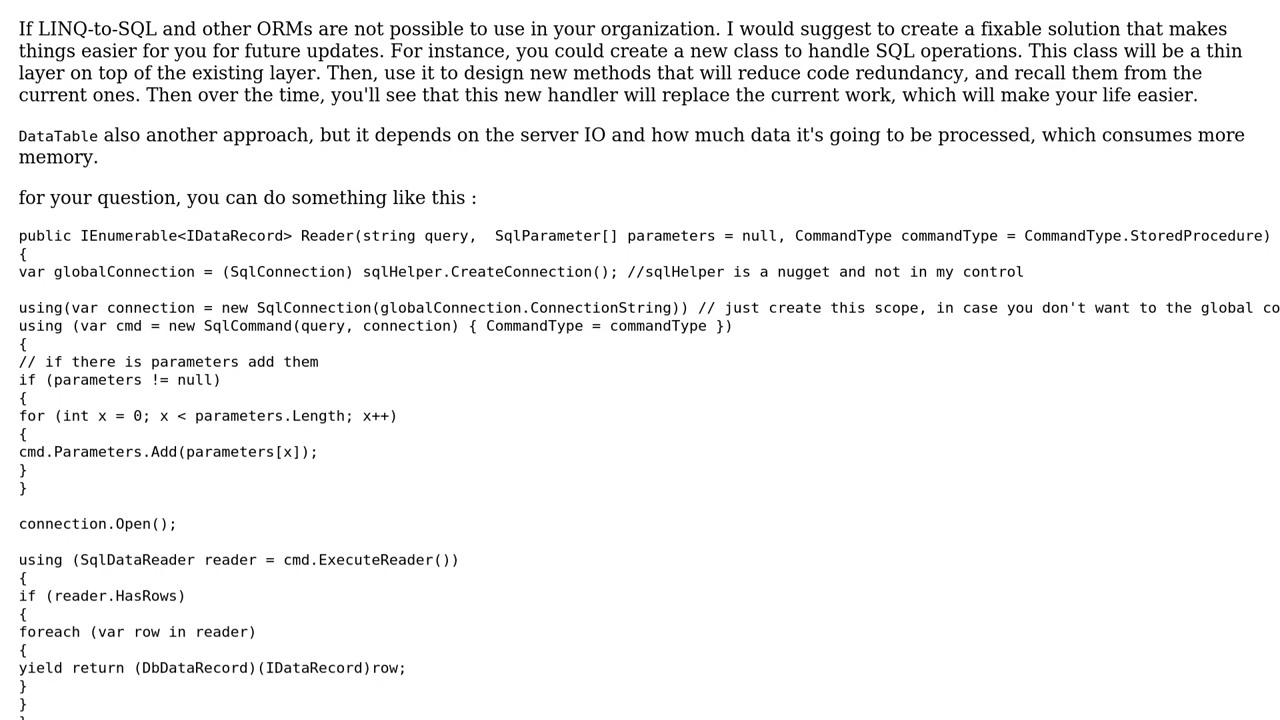 If LINQ-to-SQL and other ORMs are not possible to use in your organization. I would suggest to create a fixable solution that makes
things easier for you for future updates. For instance, you could create a new class to handle SQL operations. This class will be a thin
layer on top of the existing layer. Then, use it to design new methods that will reduce code redundancy, and recall them from the
current ones. Then over the time, you'll see that this new handler will replace the current work, which will make your life easier.
DataTable also another approach, but it depends on the server IO and how much data it's going to be processed, which consumes more
memory.
for your question, you can do something like this :
public IEnumerable<IDataRecord> Reader(string query,  SqlParameter[] parameters = null, CommandType commandType = CommandType.StoredProcedure)
{
var globalConnection = (SqlConnection) sqlHelper.CreateConnection(); //sqlHelper is a nugget and not in my control
using(var connection = new SqlConnection(globalConnection.ConnectionString)) // just create this scope, in case you don't want to the global co
using (var cmd = new SqlCommand(query, connection) { CommandType = commandType })
{
// if there is parameters add them
if (parameters != null)
{
for (int x = 0; x < parameters.Length; x++)
{
cmd.Parameters.Add(parameters[x]);
}
}
connection.Open();
using (SqlDataReader reader = cmd.ExecuteReader())
{
if (reader.HasRows)
{
foreach (var row in reader)
{
yield return (DbDataRecord)(IDataRecord)row;
}
}
}